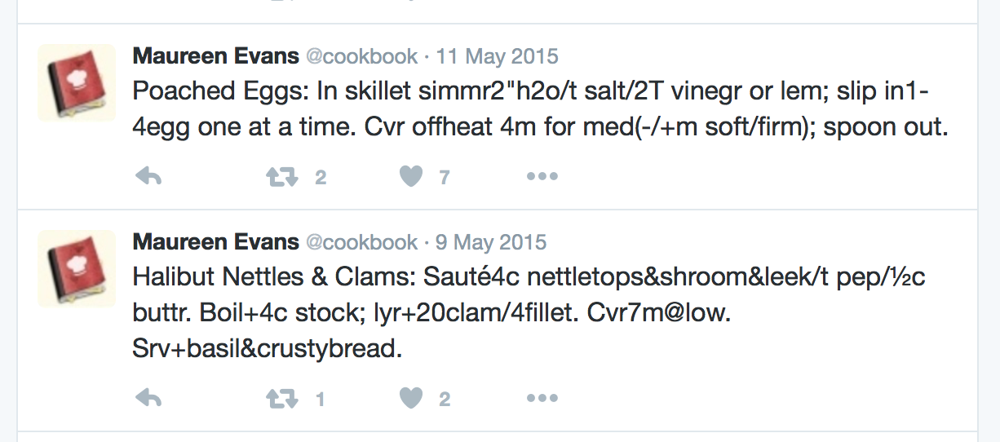 Maureen Evans @cookbook · 11 May 2015
Poached Eggs: In skillet simmr2"h2o/t salt/2T vinegr or lem; slip in1-
4egg one at a time. Cvr offheat 4m for med(-/+m soft/firm); spoon out.
2 7
Maureen Evans @cookbook · 9 May 2015
Halibut Nettles & Clams: Sauté4c nettletops&shroom&leek/t pep/½c
buttr. Boil+4c stock; lyr+20clam/4fillet. Cvr7m@low.
Srv+basil&crustybread.
1 2